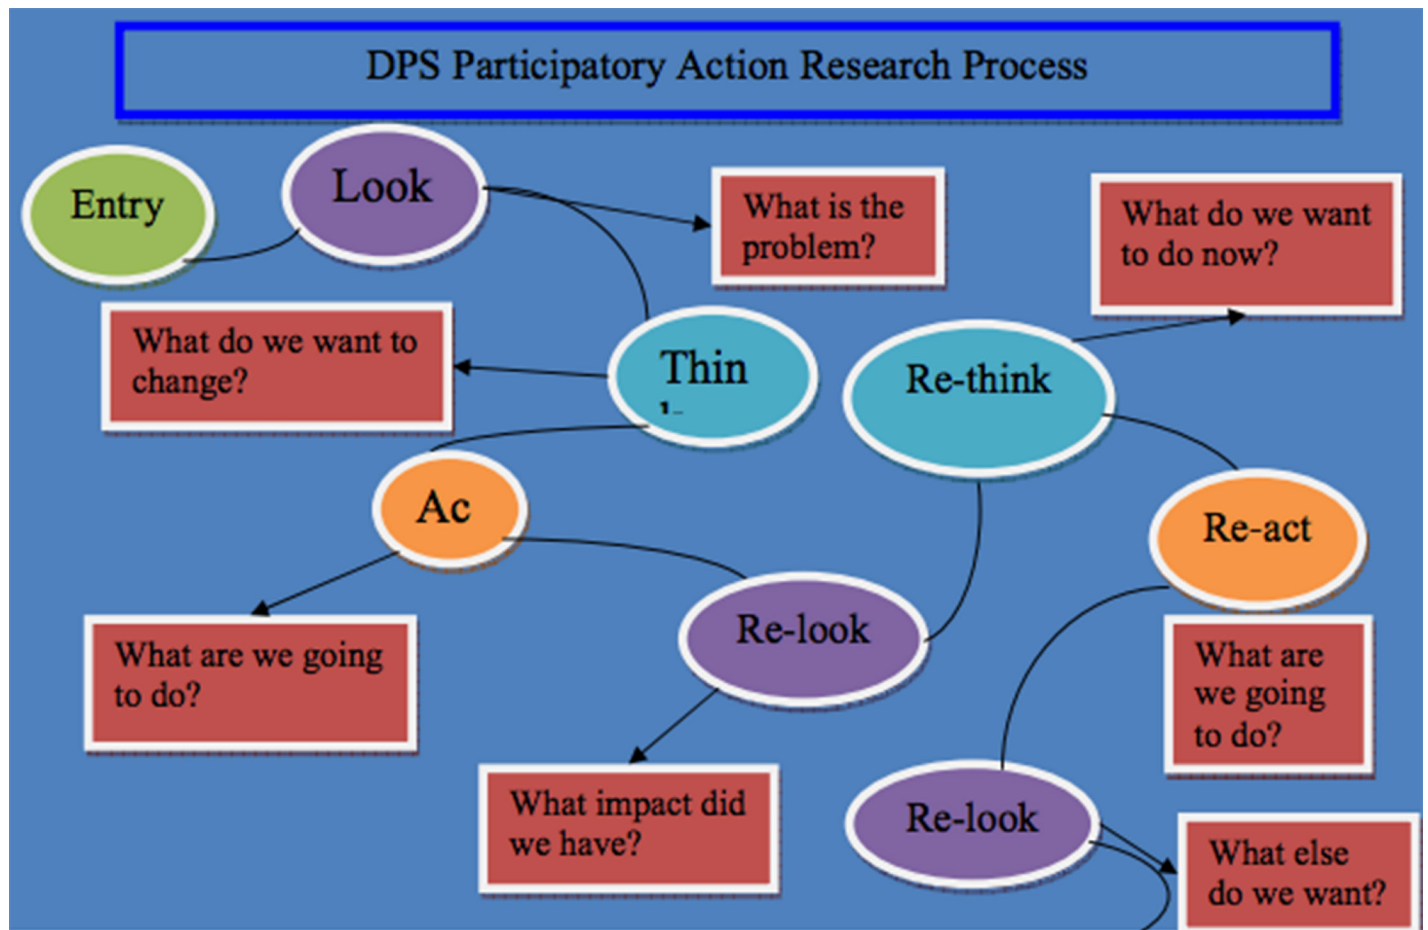 DPS Participatory Action Research Process
Entry
Look
What is the
problem?
What do we want
to do now?
What do we want to
change?
Thin
Re-think
Ac
Re-act
What are we going
to do?
Re-look
What are
we going
to do?
What impact did
we have?
Re-look
What else
do we want?